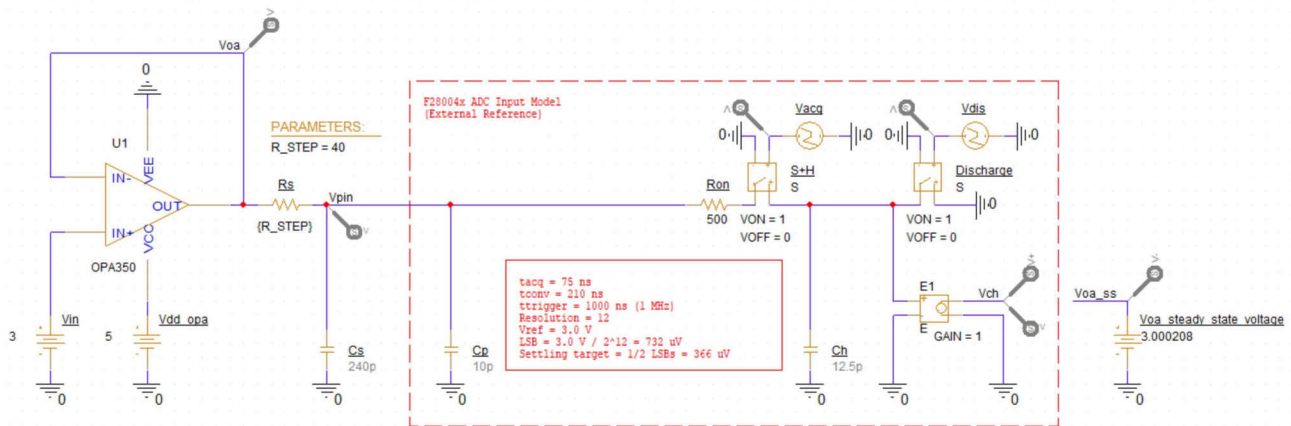 Voa
0
U1
IN-
IN+
VEE
VCC
OUT
OPA350
PARAMETERS:
R_STEP = 40
Rs
{R_STEP}
Vpin
V
3
Vin
0
5
Vdd_opa
0
Cs
240p
0
F28004x ADC Input Model
(External Reference)
Cp
10p
0
tacq = 75 ns
tconv = 210 ns
ttrigger = 1000 ns (1 MHz)
Resolution = 12
Vref = 3.0 V
LSB = 3.0 V / 2^12 = 732 uV
Settling target = 1/2 LSBs = 366 uV
Ron
500
0
Vacq
0
S+H
S
VON = 1
VOFF = 0
Ch
12.5p
0
0
Vdis
0
Discharge
S
0
VON = 1
VOFF = 0
E1
E
GAIN = 1
0
0
Vch
V+
V
Voa_ss
V-
Voa_steady_state_voltage
3.000208
0